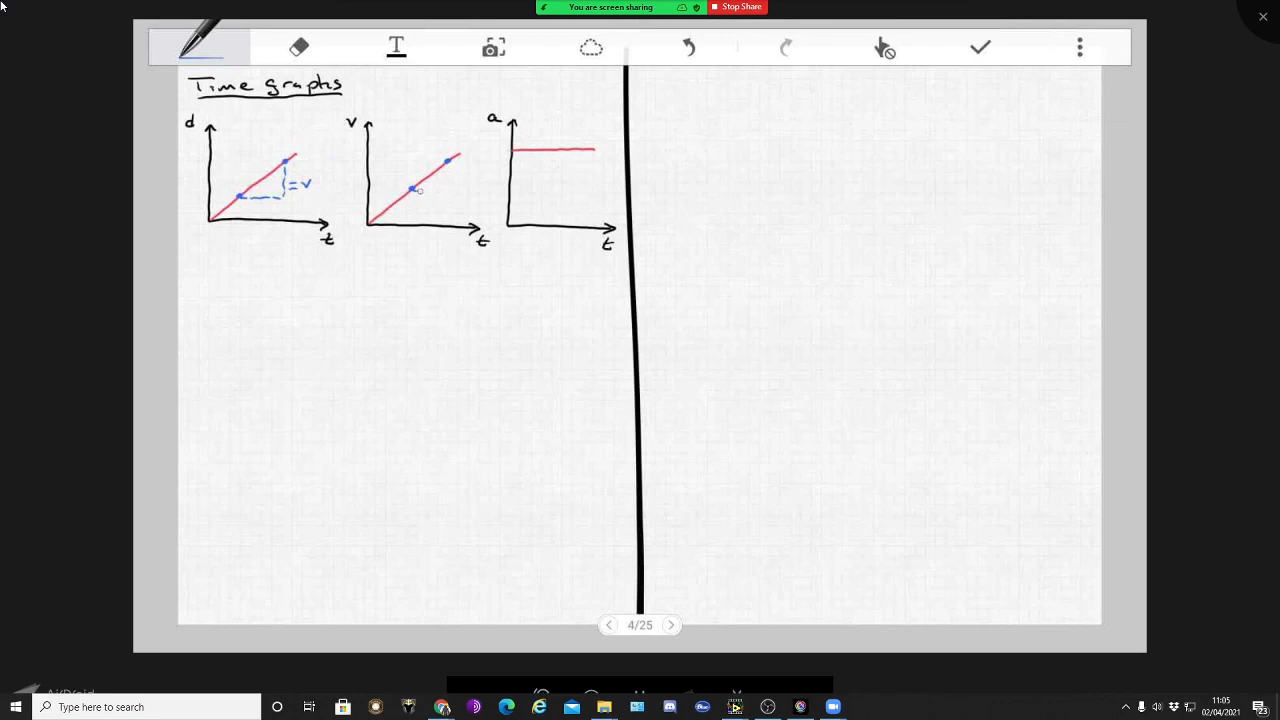 You are screen sharing Stop Share
T
Time graphs
d v a
= v
t t t
4/25
AirDroid
Type here to search
11:05
02/04/2021